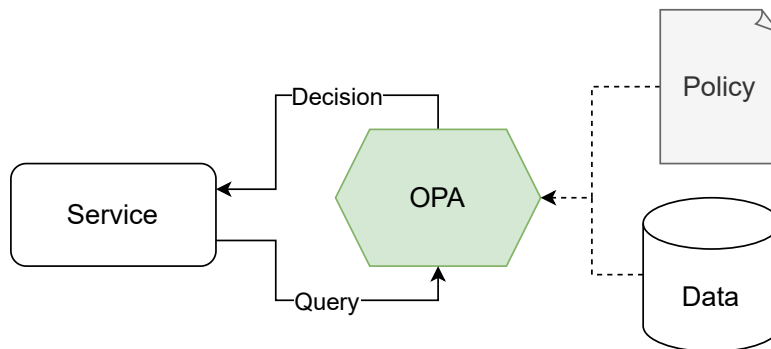 Decision
Policy
Service
OPA
Query
Data